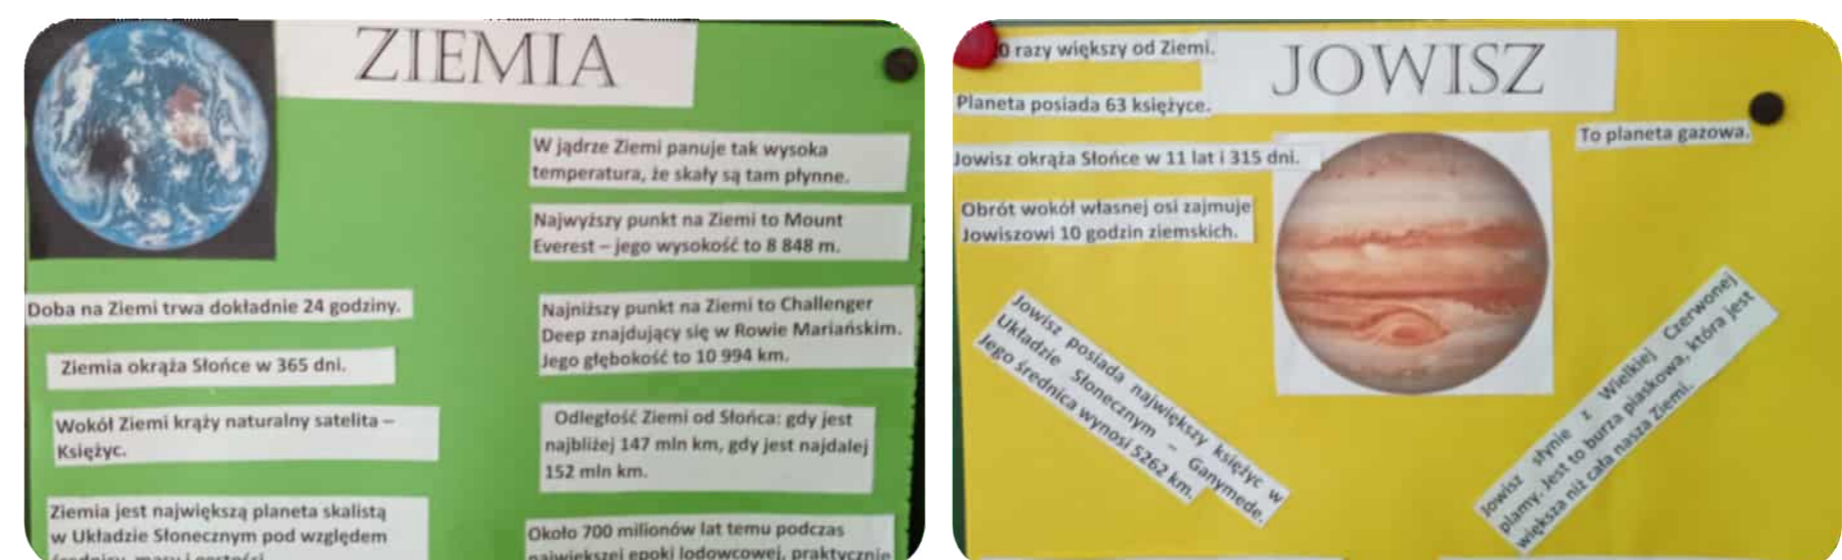 ZIEMIA
W jądrze Ziemi panuje tak wysoka
temperatura, że skały są tam płynne.
Najwyższy punkt na Ziemi to Mount
Everest – jego wysokość to 8 848 m.
Doba na Ziemi trwa dokładnie 24 godziny.
Najniższy punkt na Ziemi to Challenger
Deep znajdujący się w Rowie Mariańskim.
Jego głębokość to 10 994 km.
Ziemia okrąża Słońce w 365 dni.
Wokół Ziemi krąży naturalny satelita –
Księżyc.
Odległość Ziemi od Słońca: gdy jest
najbliżej 147 mln km, gdy jest najdalej
152 mln km.
Ziemia jest największą planeta skalistą
w Układzie Słonecznym pod względem
Około 700 milionów lat temu podczas
największej epoki lodowcowej, praktycznie
JOWISZ
0 razy większy od Ziemi.
Planeta posiada 63 księżyce.
To planeta gazowa.
Jowisz okrąża Słońce w 11 lat i 315 dni.
Obrót wokół własnej osi zajmuje
Jowiszowi 10 godzin ziemskich.
Jowisz posiada największy księżyc w
Układzie Słonecznym – Ganymede.
Jego średnica wynosi 5262 km.
Jowisz słynie z Wielkiej Czerwonej
plamy. Jest to burza piaskowa, która jest
większa niż cała nasza Ziemi.